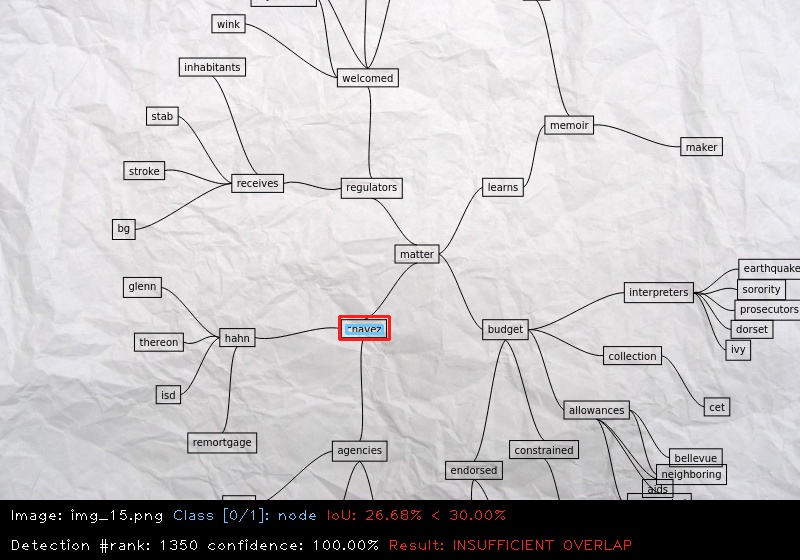 wink
welcomed
inhabitants
stab
memoir
maker
stroke
receives
regulators
learns
bg
matter
glenn
interpreters
earthquake
sorority
prosecutors
dorset
ivy
thereon
hahn
chavez
budget
collection
isd
cet
allowances
remortgage
agencies
constrained
endorsed
bellevue
neighboring
aids
Image: img_15.png Class [0/1]: node IoU: 26.68% < 30.00%
Detection #rank: 1350 confidence: 100.00% Result: INSUFFICIENT OVERLAP